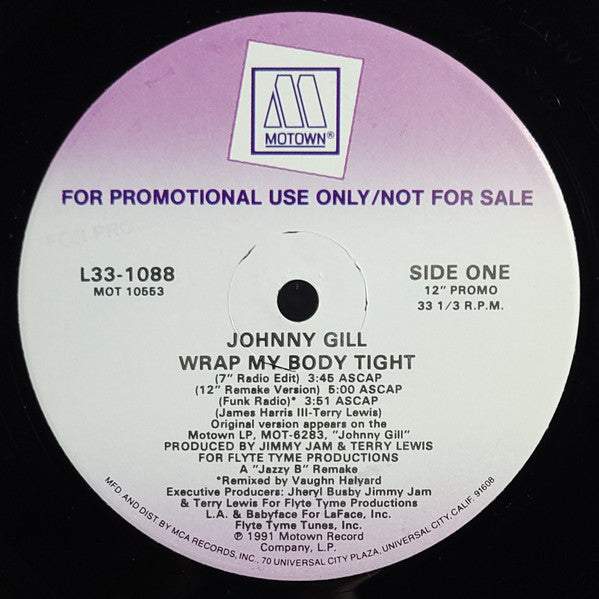 MOTOWN®
FOR PROMOTIONAL USE ONLY/NOT FOR SALE
L33-1088
MOT 10553
SIDE ONE
12" PROMO
33 1/3 R.P.M.
JOHNNY GILL
WRAP MY BODY TIGHT
(7" Radio Edit) 3:45 ASCAP
(12" Remake Version) 5:00 ASCAP
(Funk Radio)* 3:51 ASCAP
(James Harris III-Terry Lewis)
Original version appears on the
Motown LP, MOT-6283, "Johnny Gill"
PRODUCED BY JIMMY JAM & TERRY LEWIS
FOR FLYTE TYME PRODUCTIONS
A "Jazzy B" Remake
*Remixed by Vaughn Halyard
Executive Producers: Jheryl Busby Jimmy Jam
& Terry Lewis For Flyte Tyme Productions
L.A. & Babyface For LaFace, Inc.
Flyte Tyme Tunes, Inc.
℗ 1991 Motown Record
Company, L.P.
MFD. AND DIST. BY MCA RECORDS, INC., 70 UNIVERSAL CITY PLAZA, UNIVERSAL CITY, CALIF. 91608